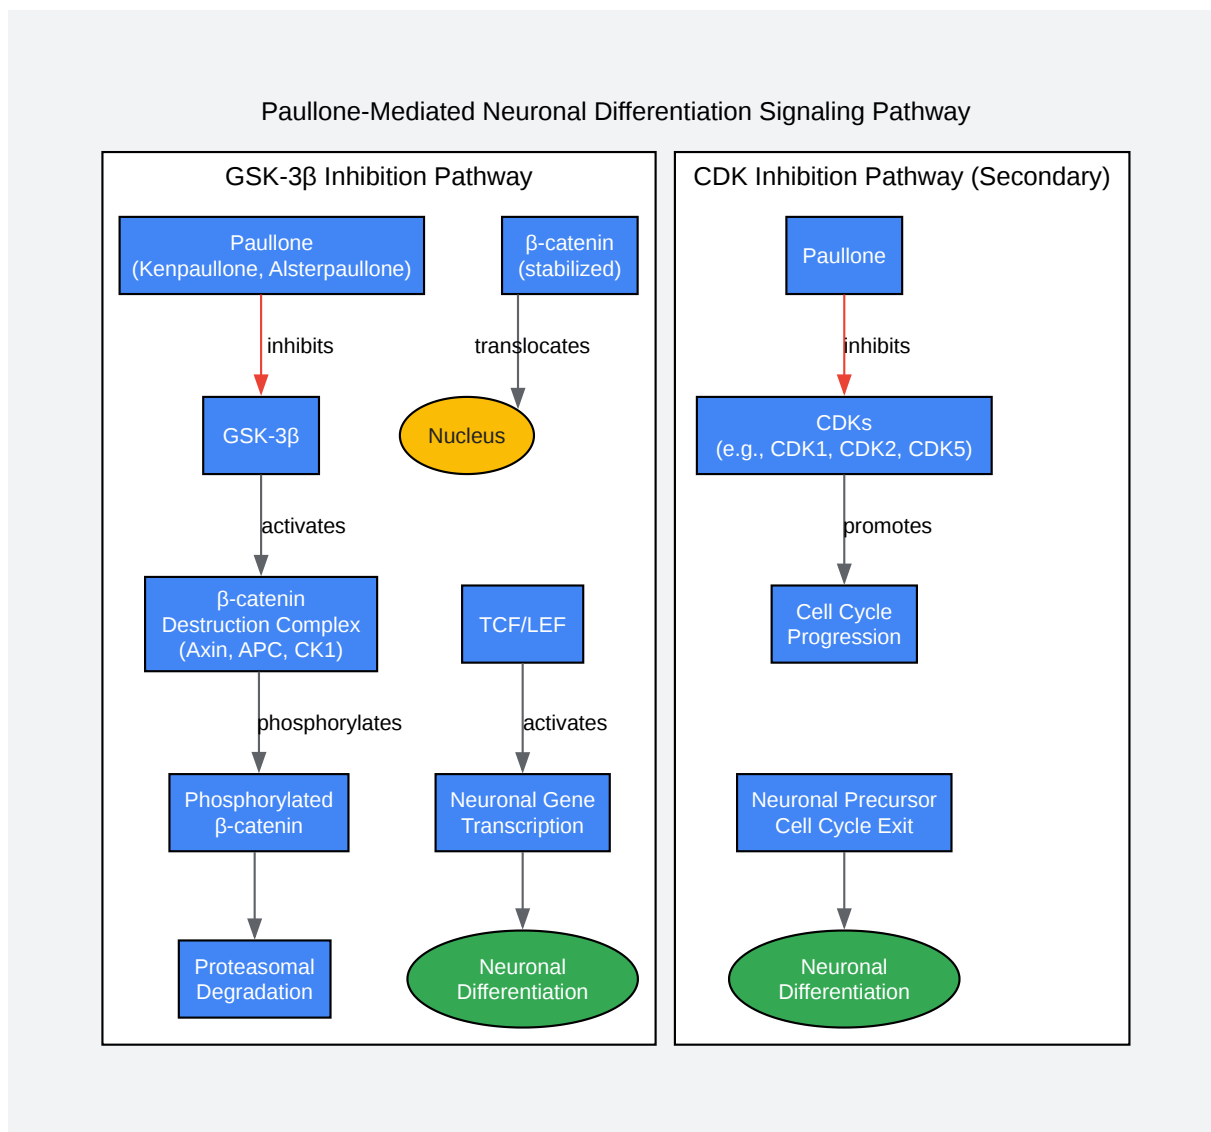 Paullone-Mediated Neuronal Differentiation Signaling Pathway
GSK-3β Inhibition Pathway
Paullone
(Kenpaullone, Alsterpaullone)
β-catenin
(stabilized)
inhibits
translocates
GSK-3β
Nucleus
activates
β-catenin
Destruction Complex
(Axin, APC, CK1)
TCF/LEF
phosphorylates
activates
Phosphorylated
β-catenin
Neuronal Gene
Transcription
Proteasomal
Degradation
Neuronal
Differentiation
CDK Inhibition Pathway (Secondary)
Paullone
inhibits
CDKs
(e.g., CDK1, CDK2, CDK5)
promotes
Cell Cycle
Progression
Neuronal Precursor
Cell Cycle Exit
Neuronal
Differentiation